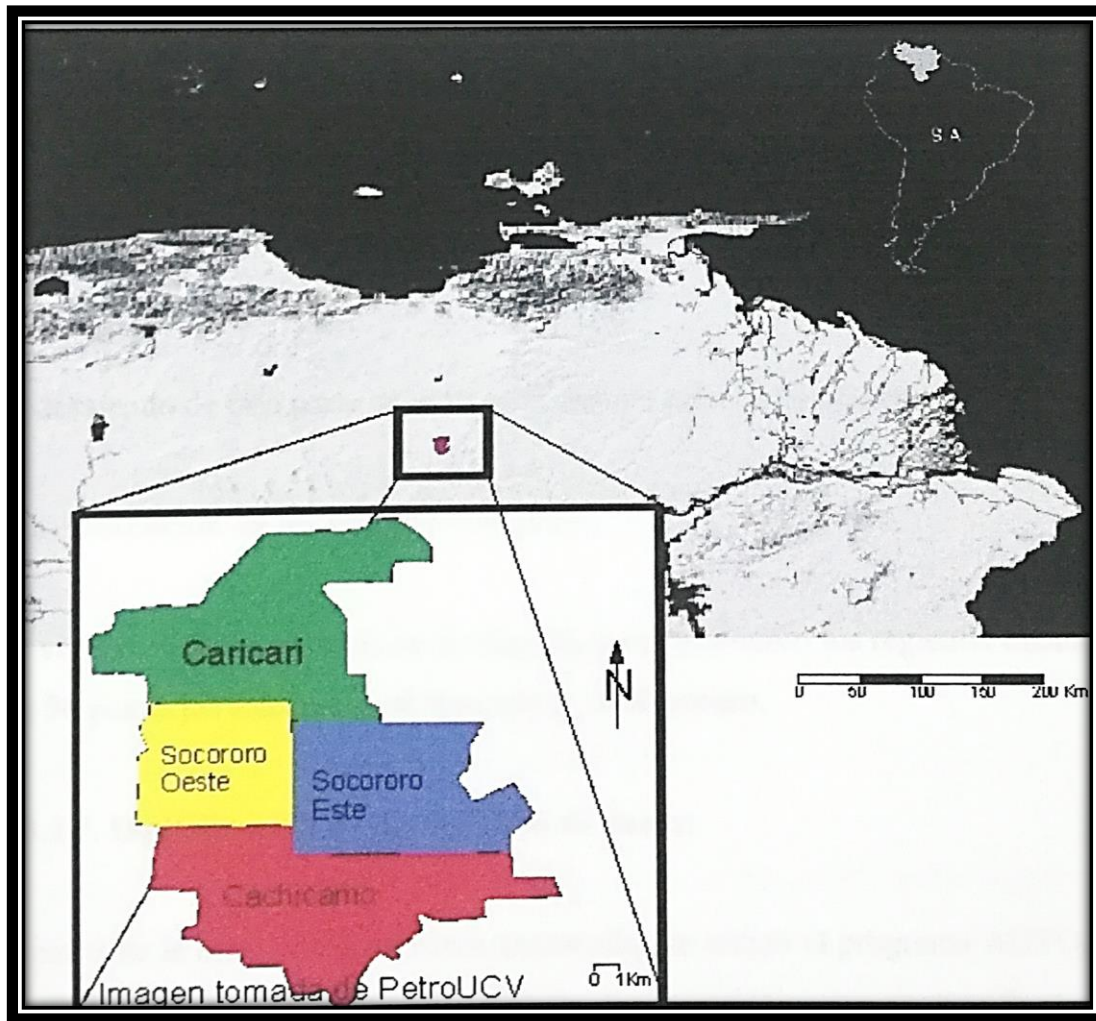 S A
N
0 50 100 150 200 Km
Caricari
Socororo
Oeste
Socororo
Este
Cachicamo
0 1Km
Imagen tomada de PetroUCV